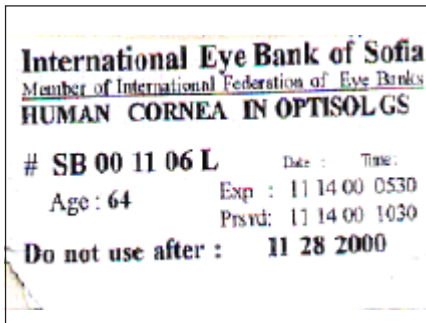 International Eye Bank of Sofia
Member of International Federation of Eye Banks
HUMAN CORNEA IN OPTISOL GS
# SB 00 11 06 L
Date : Time :
Age : 64
Exp : 11 14 00 0530
Prsrvd: 11 14 00 1030
Do not use after : 11 28 2000